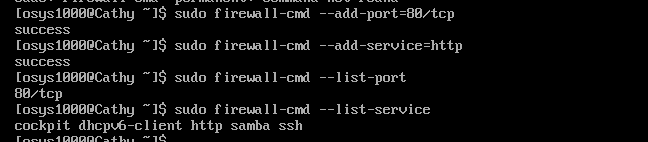 [osys1000@Cathy ~]$ sudo firewall-cmd --add-port=80/tcp
success
[osys1000@Cathy ~]$ sudo firewall-cmd --add-service=http
success
[osys1000@Cathy ~]$ sudo firewall-cmd --list-port
80/tcp
[osys1000@Cathy ~]$ sudo firewall-cmd --list-service
cockpit dhcpv6-client http samba ssh
[osys1000@Cathy ~]$